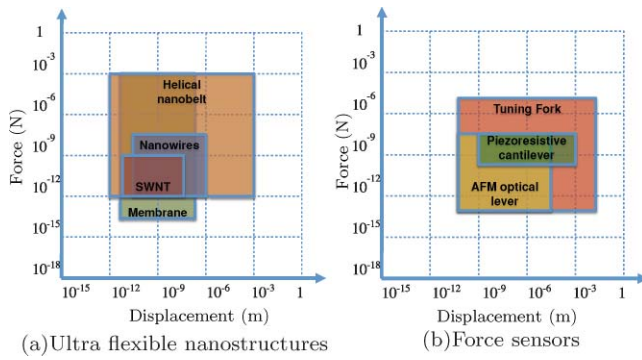 1
10-3
10-6
10-9
10-12
10-15
10-18
Force (N)
Helical
nanobelt
Nanowires
SWNT
Membrane
10-15
10-12
10-9
10-6
10-3
1
Displacement (m)
(a)Ultra flexible nanostructures
1
10-3
10-6
10-9
10-12
10-15
10-18
Force (N)
Tuning Fork
Piezoresistive
cantilever
AFM optical
lever
10-15
10-12
10-9
10-6
10-3
1
Displacement (m)
(b)Force sensors